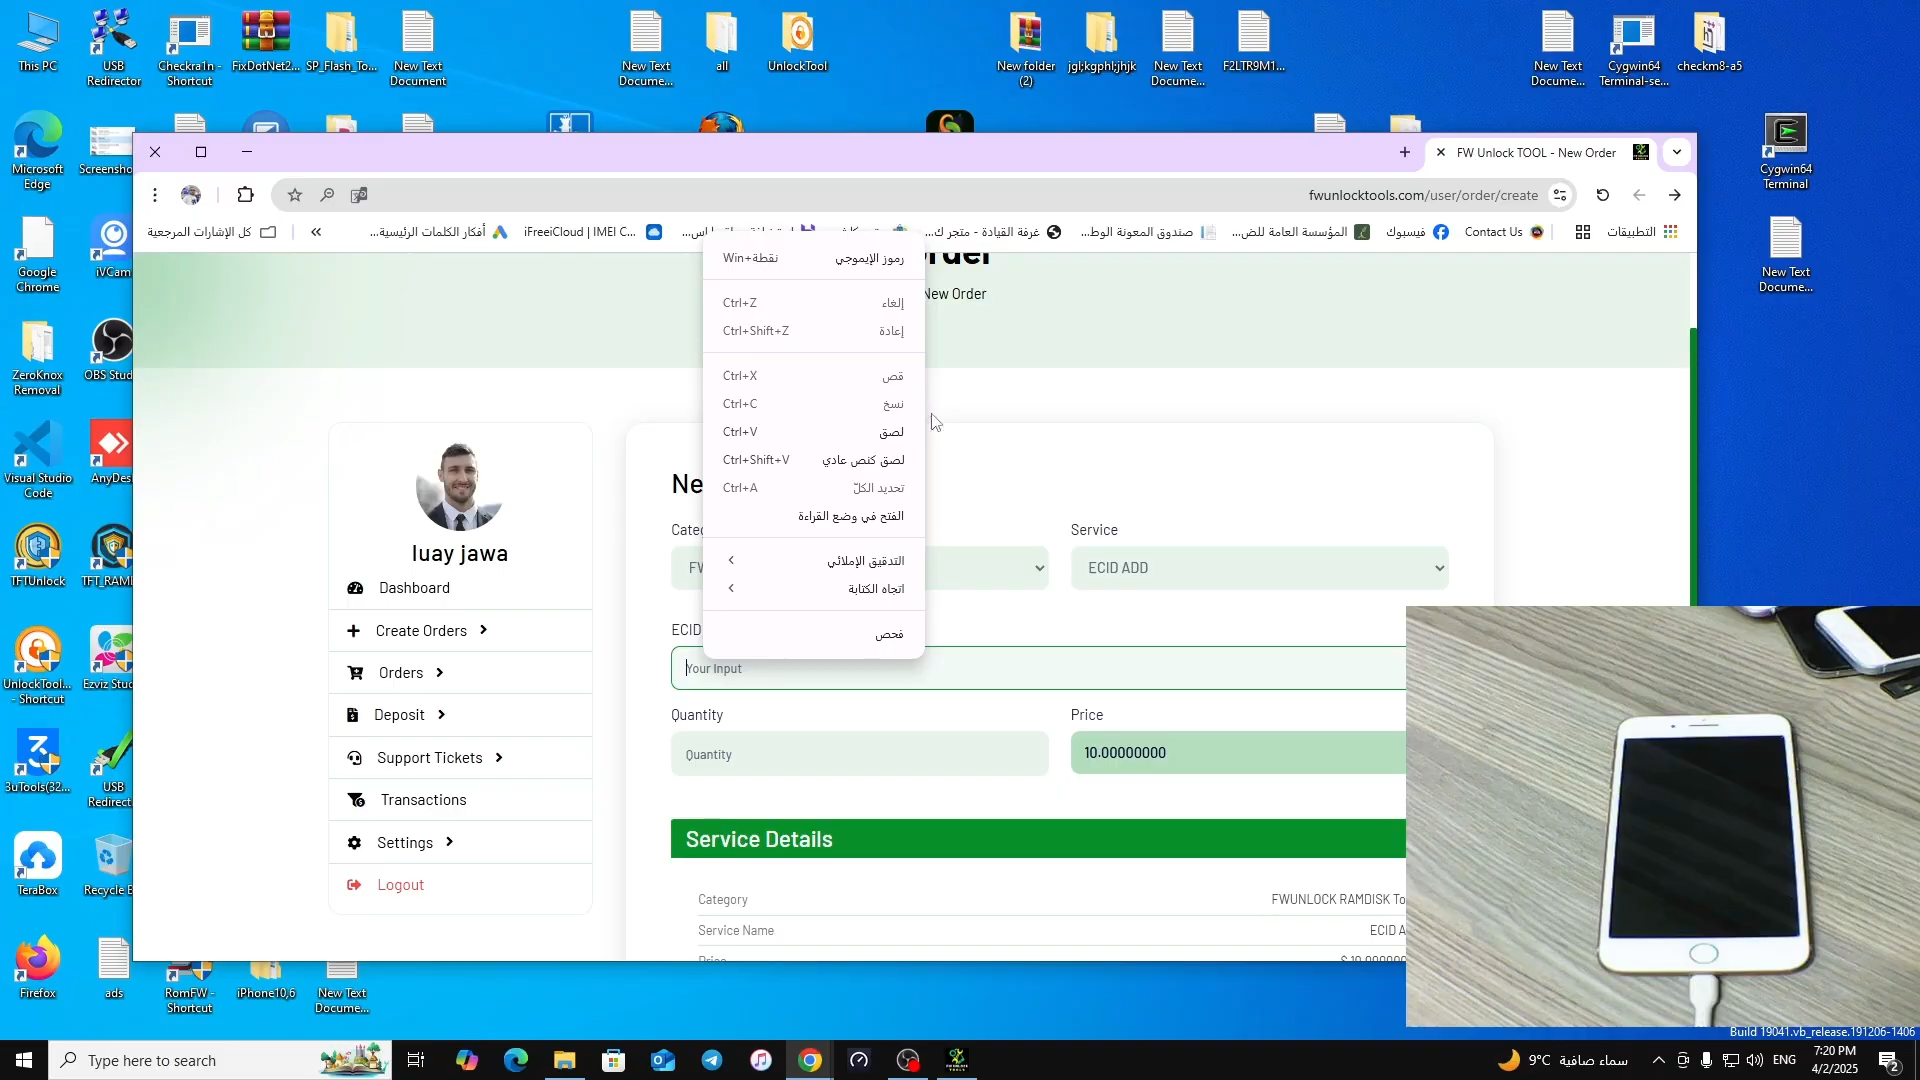 This PC
USB
Redirector
Checkra1n -
Shortcut
FixDotNet2...
SP_Flash_To...
New Text
Document
New Text
Docume...
all
UnlockTool
New folder
(2)
jgl;kgphl;jhjk
New Text
Docume...
F2LTR9M1...
New Text
Docume...
Cygwin64
Terminal-se...
checkm8-a5
Microsoft
Edge
Screensho
Cygwin64
Terminal
Google
Chrome
iVCam
New Text
Docume...
ZeroKnox
Removal
OBS Stud
Visual Studio
Code
AnyDes
TFTUnlock
TFT_RAMI
UnlockTool...
- Shortcut
Ezviz Stud
3uTools(32...
USB
Redirect
TeraBox
Recycle B
Firefox
ads
RomFW -
Shortcut
iPhone10,6
New Text
Docume...
FW Unlock TOOL - New Order
fwunlocktools.com/user/order/create
التطبيقات
Contact Us
فيسبوك
المؤسسة العامة للض...
صندوق المعونة الوط...
غرفة القيادة - متجر ك...
iFreeiCloud | IMEI C...
أفكار الكلمات الرئيسية...
كل الإشارات المرجعية
New Order
رموز الإيموجي Win+نقطة
إلغاء Ctrl+Z
إعادة Ctrl+Shift+Z
قص Ctrl+X
نسخ Ctrl+C
لصق Ctrl+V
لصق كنص عادي Ctrl+Shift+V
تحديد الكلّ Ctrl+A
الفتح في وضع القراءة
التدقيق الإملائي
اتجاه الكتابة
فحص
luay jawa
Dashboard
Create Orders
Orders
Deposit
Support Tickets
Transactions
Settings
Logout
Ne
Categ
Service
FW
ECID ADD
ECID
Your Input
Quantity
Price
Quantity
10.00000000
Service Details
Category
FWUNLOCK RAMDISK To
Service Name
ECID A
Build 19041.vb_release.191206-1406
Type here to search
9°C سماء صافية
ENG
7:20 PM
4/2/2025
2